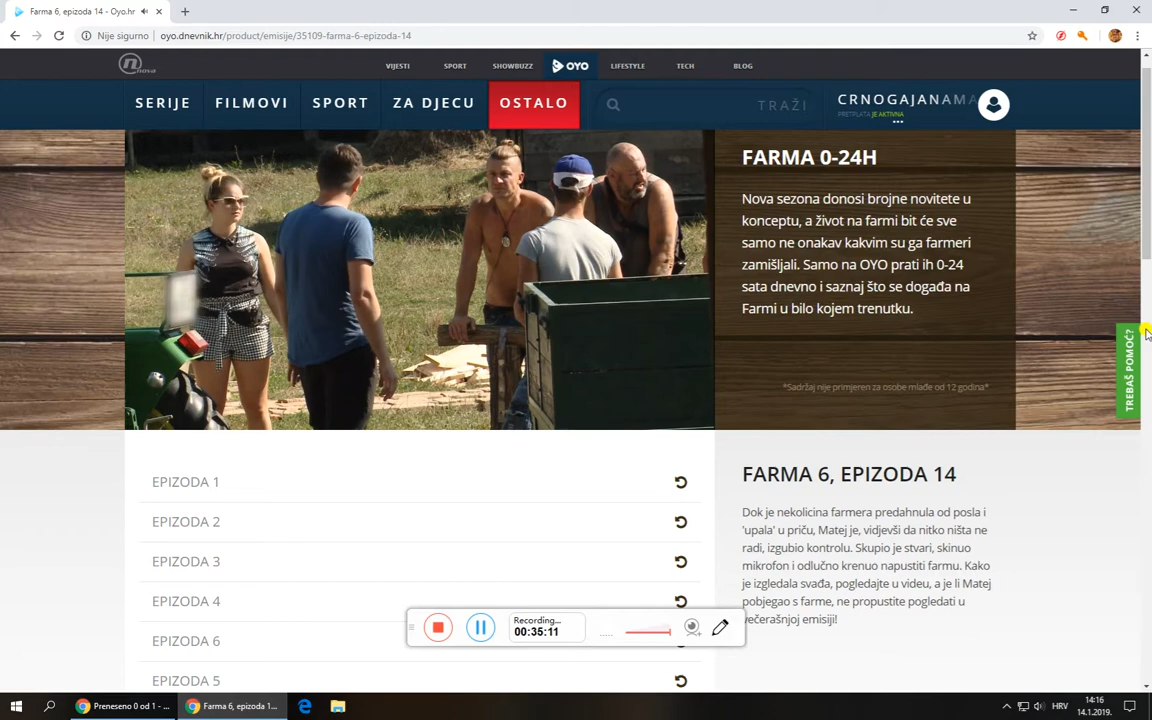 Farma 6, epizoda 14 - Oyo.hr
Nije sigurno
oyo.dnevnik.hr/product/emisije/35109-farma-6-epizoda-14
nova
VIJESTI
SPORT
SHOWBUZZ
OYO
LIFESTYLE
TECH
BLOG
SERIJE
FILMOVI
SPORT
ZA DJECU
OSTALO
TRAŽI
CRNOGAJANAMA
PRETPLATA JE AKTIVNA
FARMA 0-24H
Nova sezona donosi brojne novitete u
konceptu, a život na farmi bit će sve
samo ne onakav kakvim su ga farmeri
zamišljali. Samo na OYO prati ih 0-24
sata dnevno i saznaj što se događa na
Farmi u bilo kojem trenutku.
*Sadržaj nije primjeren za osobe mlađe od 12 godina*
TREBAŠ POMOĆ?
EPIZODA 1
EPIZODA 2
EPIZODA 3
EPIZODA 4
EPIZODA 6
EPIZODA 5
FARMA 6, EPIZODA 14
Dok je nekolicina farmera predahnula od posla i
'upala' u priču, Matej je, vidjevši da nitko ništa ne
radi, izgubio kontrolu. Skupio je stvari, skinuo
mikrofon i odlučno krenuo napustiti farmu. Kako
je izgledala svađa, pogledajte u videu, a je li Matej
pobjegao s farme, ne propustite pogledati u
večerašnjoj emisiji!
Recording...
00:35:11
Preneseno 0 od 1 - ...
Farma 6, epizoda 1...
HRV
14:16
14.1.2019.